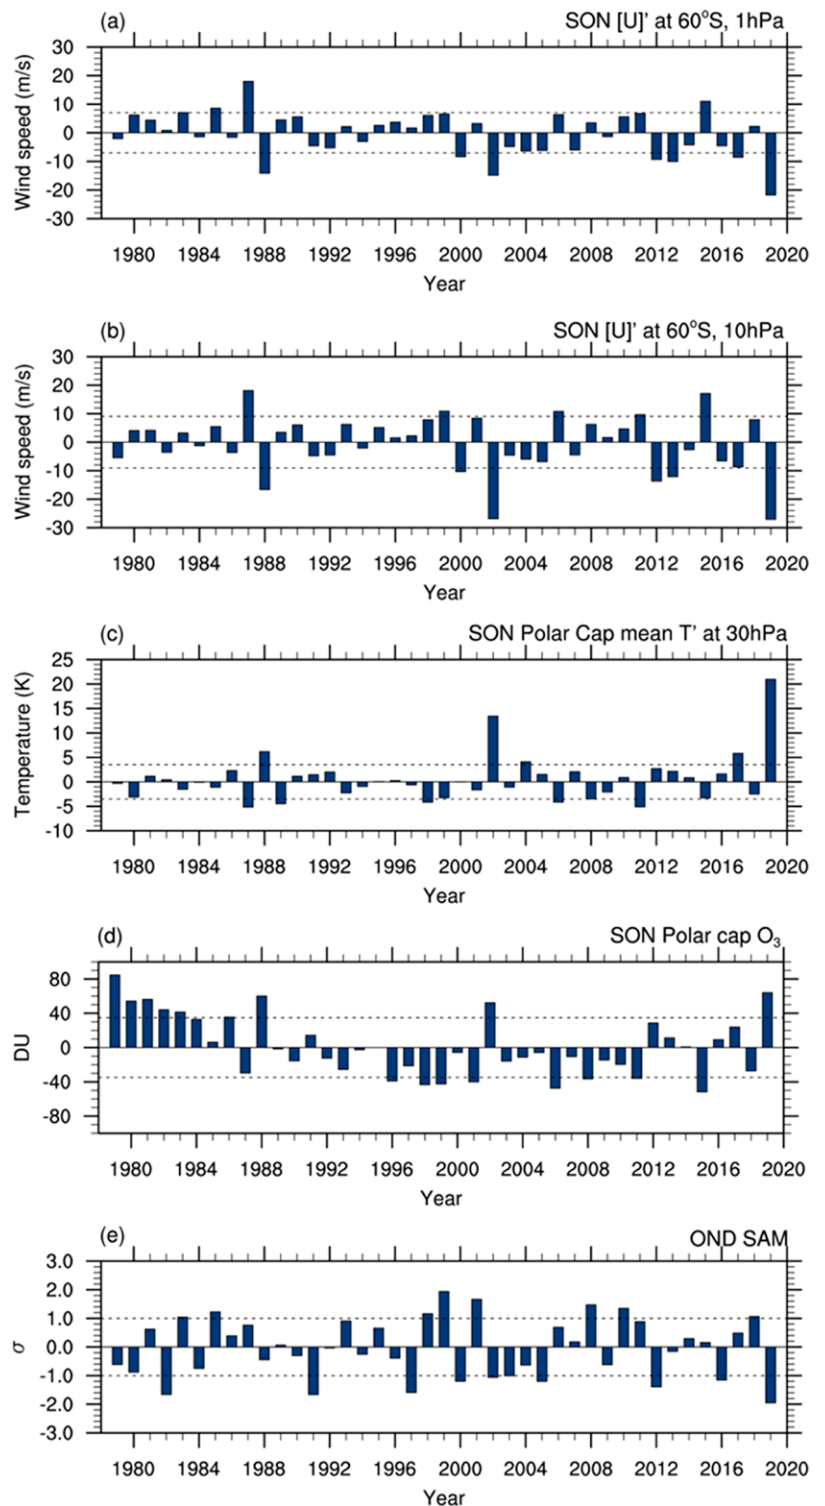 (a) SON [U]’ at 60°S, 1hPa
30
20
10
0
-10
-20
-30
Wind speed (m/s)
1980 1984 1988 1992 1996 2000 2004 2008 2012 2016 2020
Year
(b) SON [U]’ at 60°S, 10hPa
30
20
10
0
-10
-20
-30
Wind speed (m/s)
1980 1984 1988 1992 1996 2000 2004 2008 2012 2016 2020
Year
(c) SON Polar Cap mean T’ at 30hPa
25
20
15
10
5
0
-5
-10
Temperature (K)
1980 1984 1988 1992 1996 2000 2004 2008 2012 2016 2020
Year
(d) SON Polar cap O₃
80
40
0
-40
-80
DU
1980 1984 1988 1992 1996 2000 2004 2008 2012 2016 2020
Year
(e) OND SAM
3.0
2.0
1.0
0.0
-1.0
-2.0
-3.0
σ
1980 1984 1988 1992 1996 2000 2004 2008 2012 2016 2020
Year